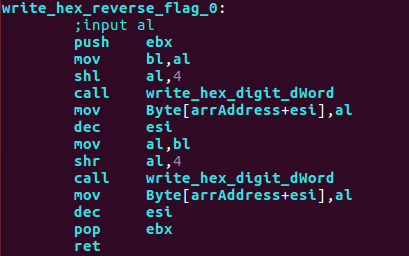 write_hex_reverse_flag_0:
;input al
push ebx
mov bl,al
shl al,4
call write_hex_digit_dWord
mov Byte[arrAddress+esi],al
dec esi
mov al,bl
shr al,4
call write_hex_digit_dWord
mov Byte[arrAddress+esi],al
dec esi
pop ebx
ret